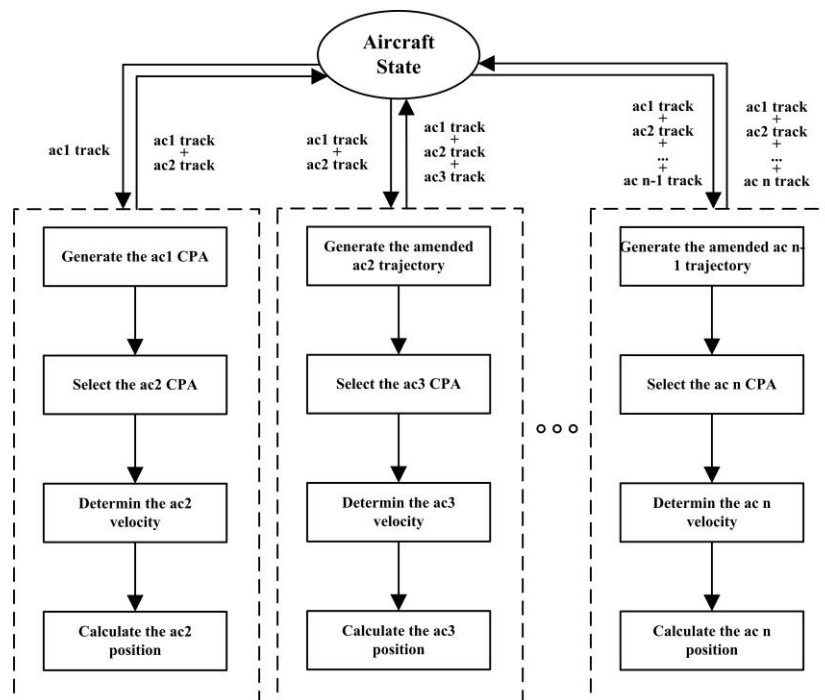 Aircraft
State
ac1 track
ac1 track
+
ac2 track
ac1 track
+
ac2 track
ac1 track
+
ac2 track
+
ac3 track
ac1 track
+
ac2 track
+
...
+
ac n-1 track
ac1 track
+
ac2 track
+
...
+
ac n track
Generate the ac1 CPA
Select the ac2 CPA
Determin the ac2
velocity
Calculate the ac2
position
Generate the amended
ac2 trajectory
Select the ac3 CPA
Determin the ac3
velocity
Calculate the ac3
position
Generate the amended ac n-
1 trajectory
Select the ac n CPA
Determin the ac n
velocity
Calculate the ac n
position